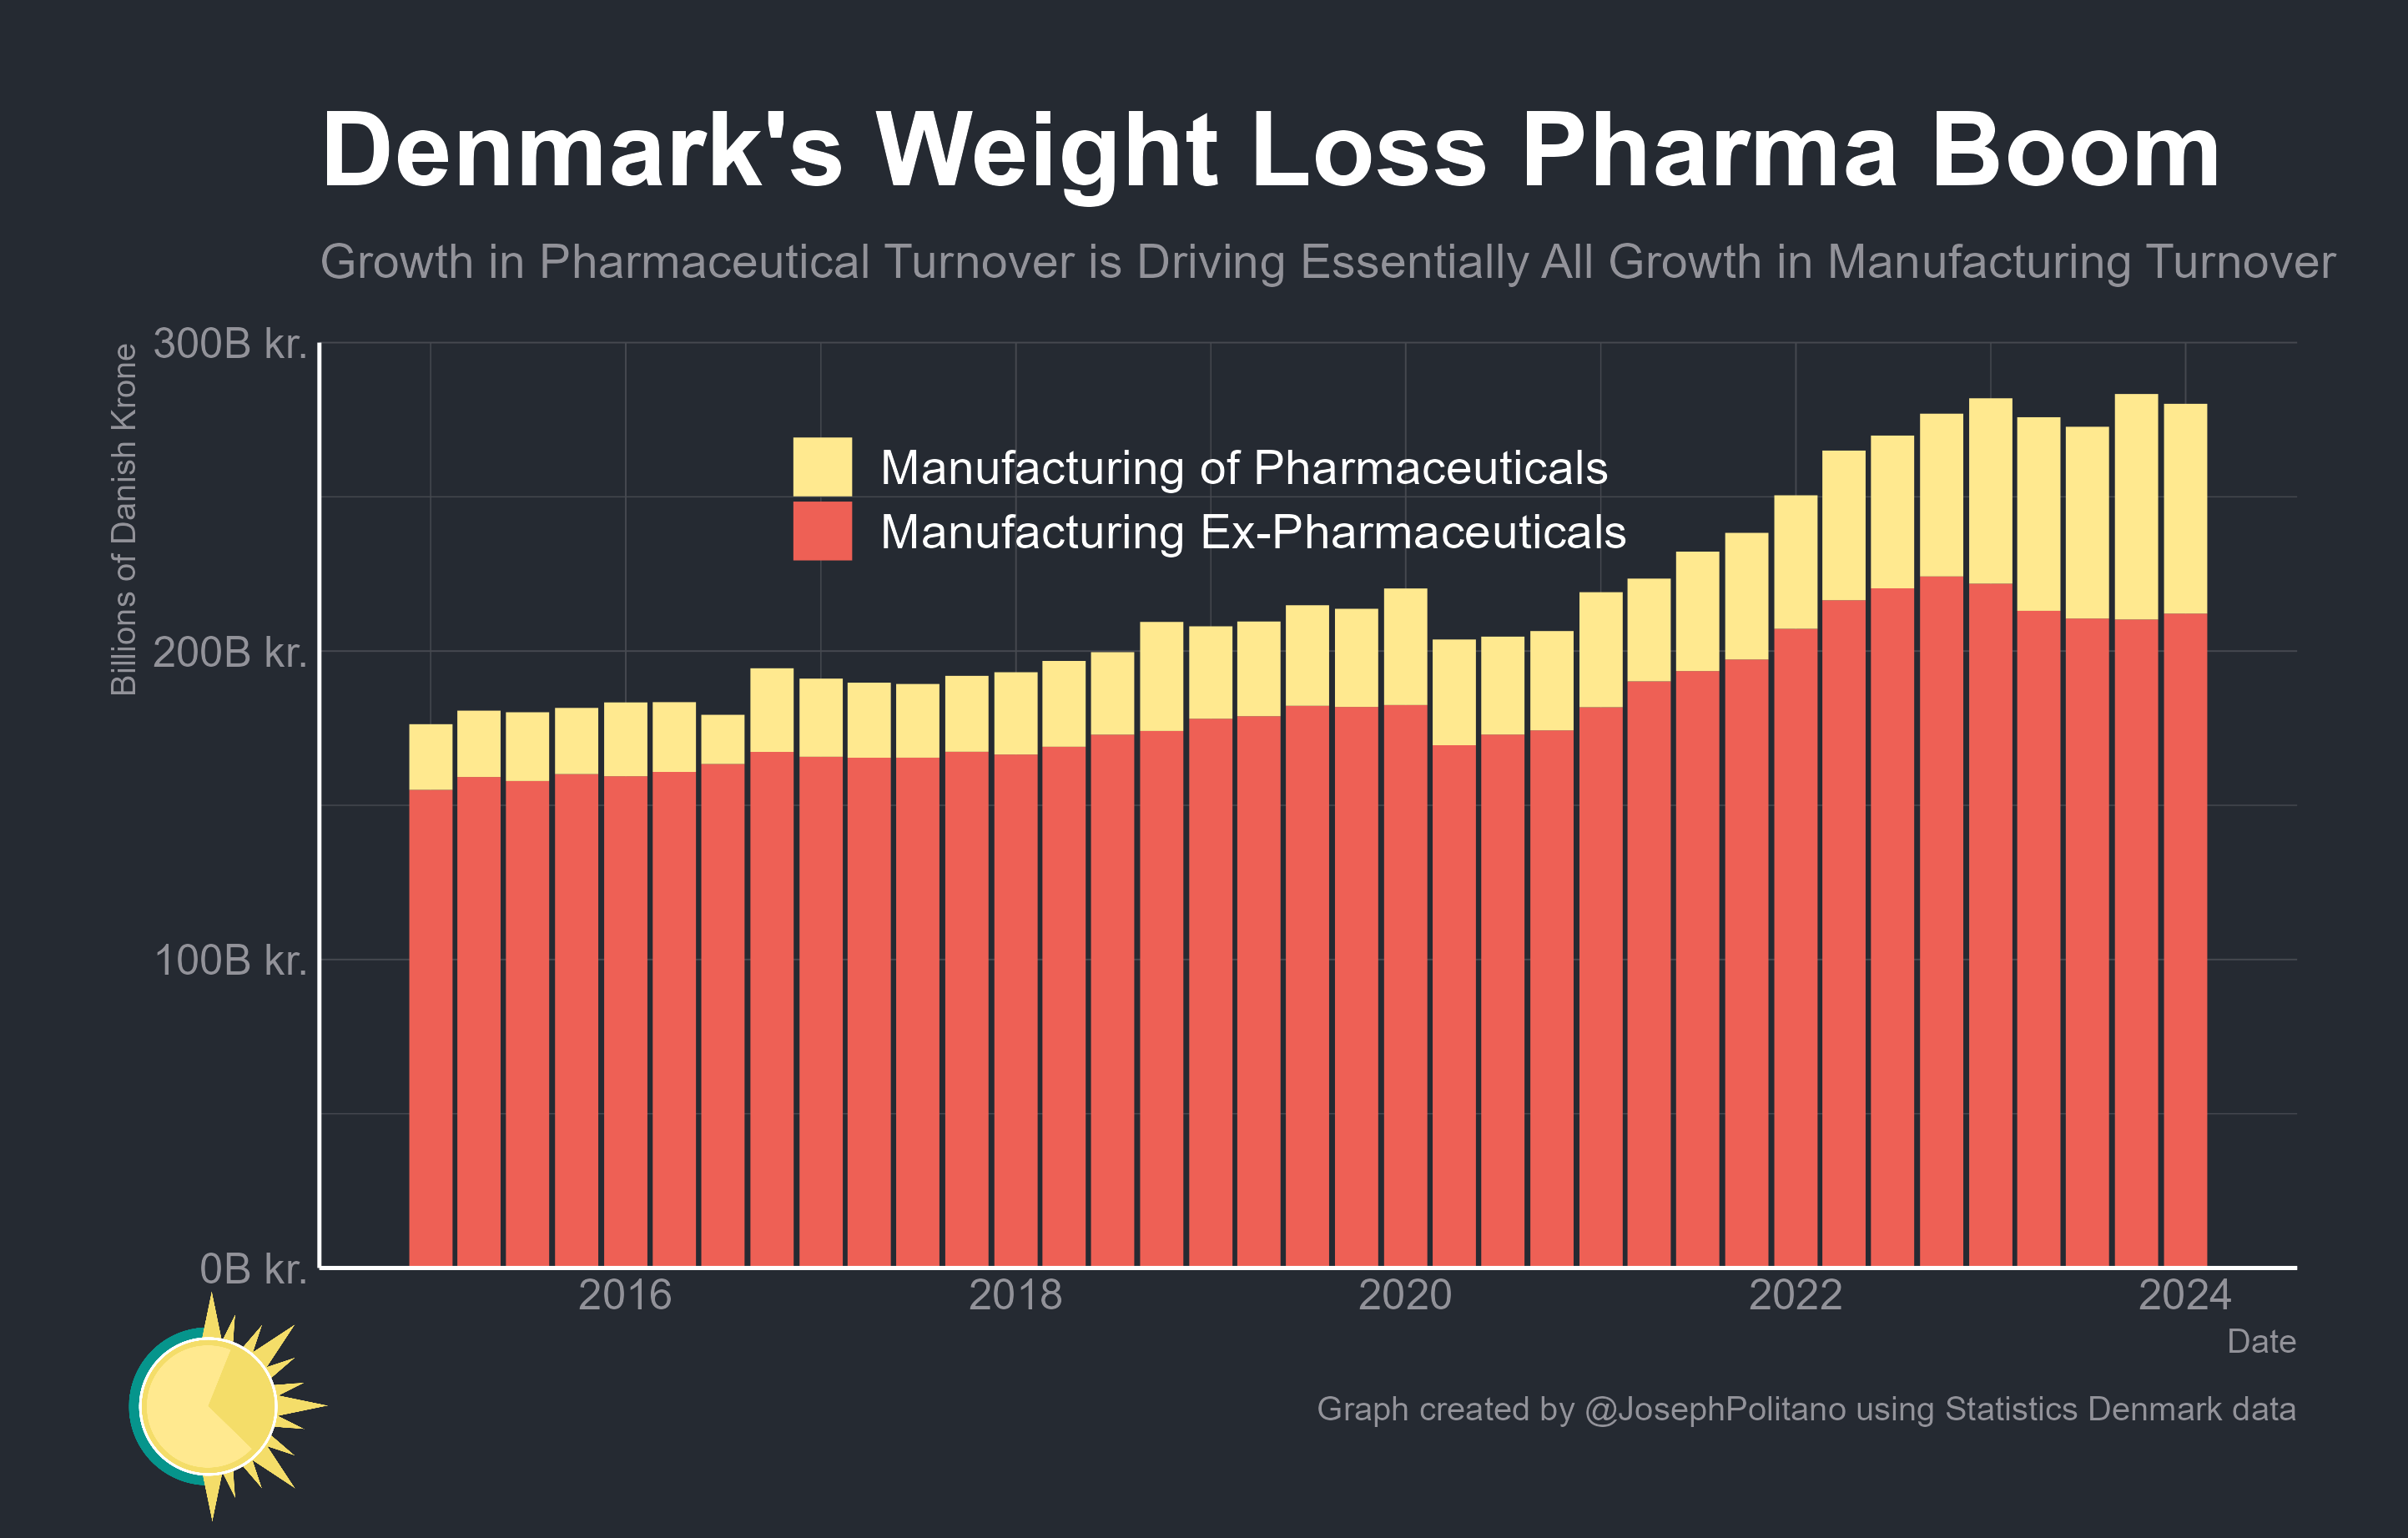 Denmark's Weight Loss Pharma Boom
Growth in Pharmaceutical Turnover is Driving Essentially All Growth in Manufacturing Turnover
Billions of Danish Krone
300B kr.
200B kr.
100B kr.
0B kr.
Manufacturing of Pharmaceuticals
Manufacturing Ex-Pharmaceuticals
2016
2018
2020
2022
2024
Date
Graph created by @JosephPolitano using Statistics Denmark data